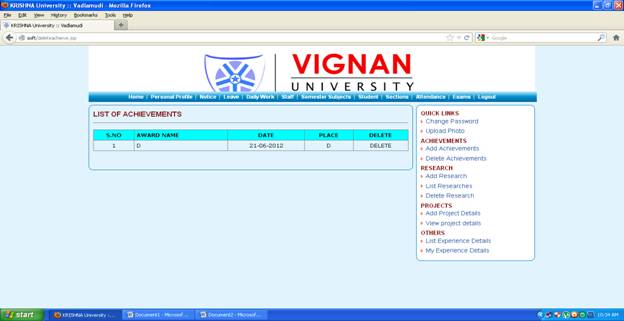 KRISHNA University :: Vadlamudi - Mozilla Firefox
File Edit View History Bookmarks Tools Help
KRISHNA University :: Vadlamudi
+
soft/deleteachieve.jsp
Google
VIGNAN
UNIVERSITY
Home | Personal Profile | Notice | Leave | Daily Work | Staff | Semester Subjects | Student | Sections | Attendance | Exams | Logout
LIST OF ACHIEVEMENTS
S.NO AWARD NAME DATE PLACE DELETE
1 D 21-06-2012 D DELETE
QUICK LINKS
Change Password
Upload Photo
ACHIEVEMENTS
Add Achievements
Delete Achievements
RESEARCH
Add Research
List Researches
Delete Research
PROJECTS
Add Project Details
View project details
OTHERS
List Experience Details
My Experience Details
start
KRISHNA University :...
Document1 - Microsof...
Document2 - Microsof...
10:34 AM